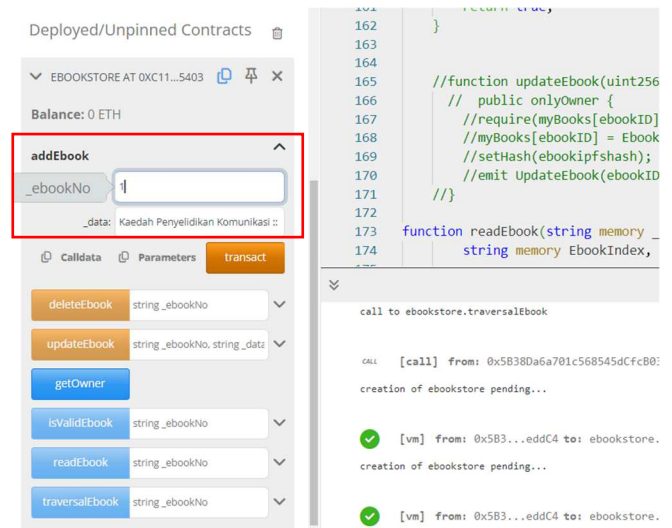 Deployed/Unpinned Contracts
EBOOKSTORE AT 0XC11...5403
Balance: 0 ETH
addEbook
_ebookNo 1
_data: Kaedah Penyelidikan Komunikasi ::
Calldata Parameters transact
deleteEbook string _ebookNo
updateEbook string _ebookNo, string _data
getOwner
isValidEbook string _ebookNo
readEbook string _ebookNo
traversalEbook string _ebookNo
161 return true;
162 }
163
164
165 //function updateEbook(uint256
166 // public onlyOwner {
167 //require(myBooks[ebookID]
168 //myBooks[ebookID] = Ebook
169 //setHash(ebookipfshash);
170 //emit UpdateEbook(ebookID
171 //}
172
173 function readEbook(string memory _
174 string memory EbookIndex,
call to ebookstore.traversalEbook
CALL [call] from: 0x5B38Da6a701c568545dCfcB03
creation of ebookstore pending...
[vm] from: 0x5B3...eddC4 to: ebookstore.
creation of ebookstore pending...
[vm] from: 0x5B3...eddC4 to: ebookstore.